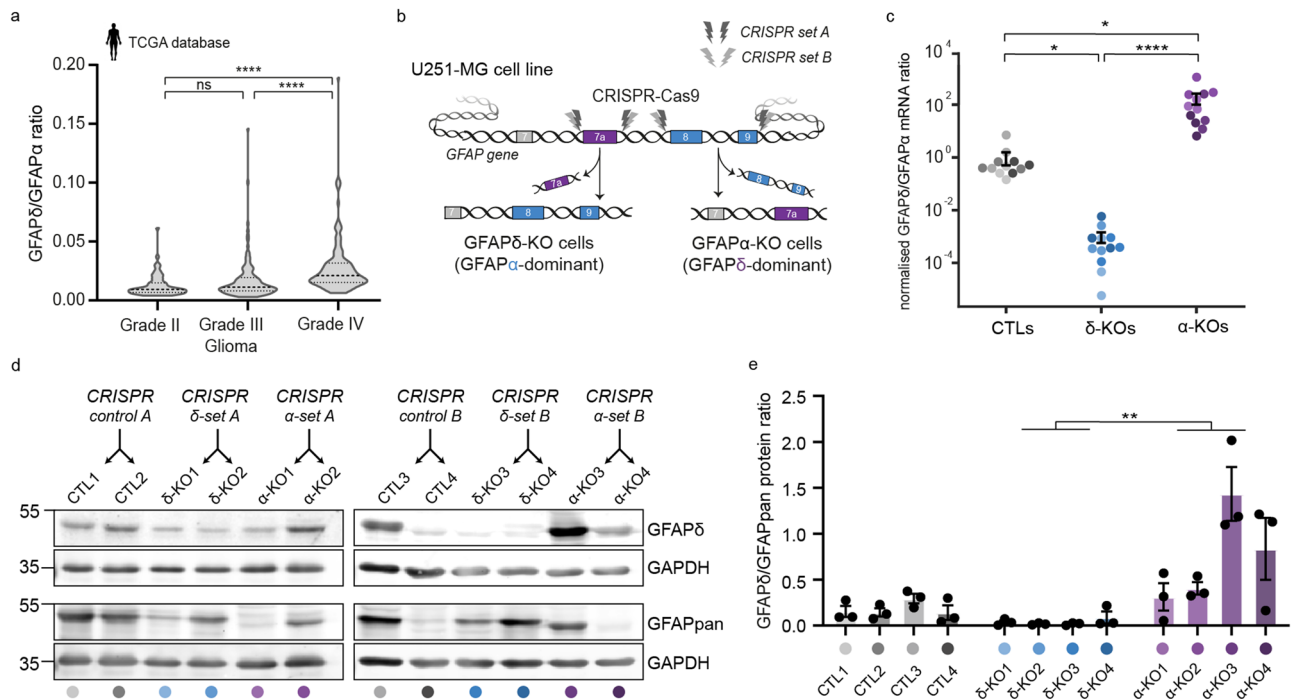 a
TCGA database
GFAPδ/GFAPα ratio
0.20
0.15
0.10
0.05
0.00
****
ns
****
Grade II
Grade III
Grade IV
Glioma
b
CRISPR set A
CRISPR set B
U251-MG cell line
CRISPR-Cas9
7
7a
8
9
GFAP gene
7a
8
9
7
8
9
7
7a
GFAPδ-KO cells
(GFAPα-dominant)
GFAPα-KO cells
(GFAPδ-dominant)
c
normalised GFAPδ/GFAPα mRNA ratio
10^4
10^2
10^0
10^-2
10^-4
*
*
****
CTLs
δ-KOs
α-KOs
d
CRISPR
control A
CRISPR
δ-set A
CRISPR
α-set A
CRISPR
control B
CRISPR
δ-set B
CRISPR
α-set B
CTL1
CTL2
δ-KO1
δ-KO2
α-KO1
α-KO2
CTL3
CTL4
δ-KO3
δ-KO4
α-KO3
α-KO4
55
GFAPδ
35
GAPDH
55
GFAPpan
35
GAPDH
e
GFAPδ/GFAPpan protein ratio
2.5
2.0
1.5
1.0
0.5
0.0
**
CTL1
CTL2
CTL3
CTL4
δ-KO1
δ-KO2
δ-KO3
δ-KO4
α-KO1
α-KO2
α-KO3
α-KO4